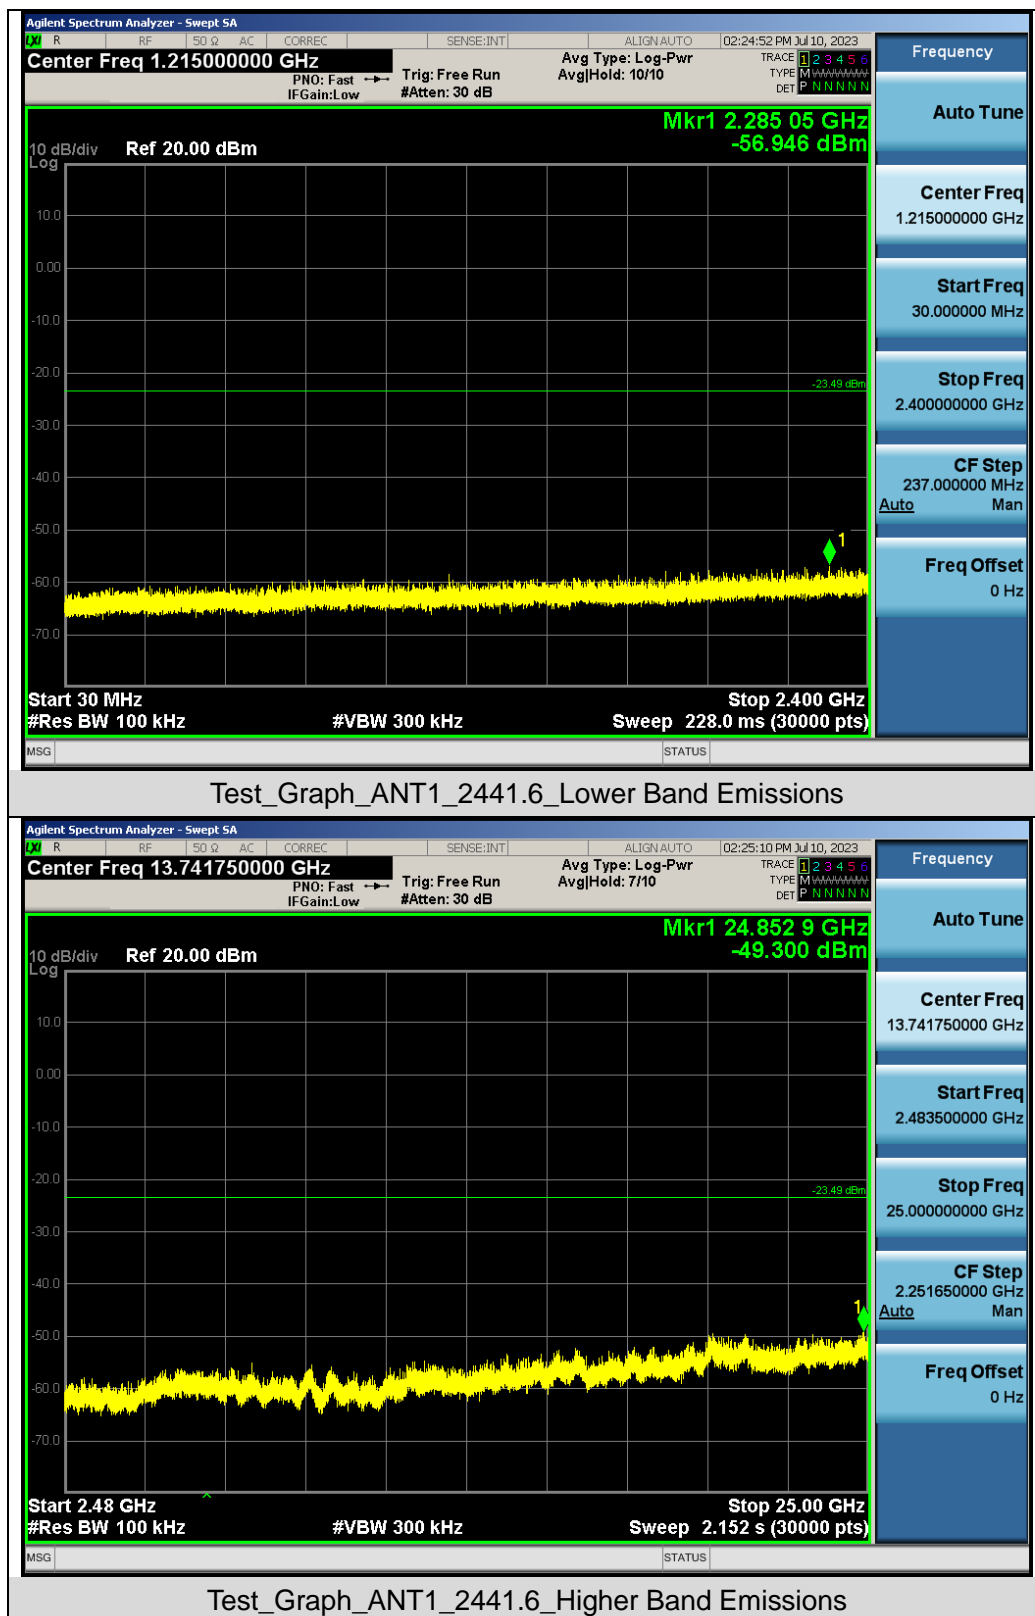 Agilent Spectrum Analyzer - Swept SA
LXI R RF 50 Ω AC CORREC SENSE:INT ALIGN AUTO 02:24:52 PM Jul 10, 2023
Center Freq 1.215000000 GHz
PNO: Fast
IFGain:Low
Trig: Free Run
#Atten: 30 dB
Avg Type: Log-Pwr
Avg|Hold: 10/10
TRACE 1 2 3 4 5 6
TYPE M W W W W W
DET P N N N N N
Mkr1 2.285 05 GHz
-56.946 dBm
10 dB/div Ref 20.00 dBm
Log
10.0
0.00
-10.0
-20.0
-23.49 dBm
-30.0
-40.0
-50.0
1
-60.0
-70.0
Start 30 MHz Stop 2.400 GHz
#Res BW 100 kHz #VBW 300 kHz Sweep 228.0 ms (30000 pts)
MSG STATUS
Frequency
Auto Tune
Center Freq
1.215000000 GHz
Start Freq
30.000000 MHz
Stop Freq
2.400000000 GHz
CF Step
237.000000 MHz
Auto Man
Freq Offset
0 Hz
Test_Graph_ANT1_2441.6_Lower Band Emissions
Agilent Spectrum Analyzer - Swept SA
LXI R RF 50 Ω AC CORREC SENSE:INT ALIGN AUTO 02:25:10 PM Jul 10, 2023
Center Freq 13.741750000 GHz
PNO: Fast
IFGain:Low
Trig: Free Run
#Atten: 30 dB
Avg Type: Log-Pwr
Avg|Hold: 7/10
TRACE 1 2 3 4 5 6
TYPE M W W W W W
DET P N N N N N
Mkr1 24.852 9 GHz
-49.300 dBm
10 dB/div Ref 20.00 dBm
Log
10.0
0.00
-10.0
-20.0
-23.49 dBm
-30.0
-40.0
1
-50.0
-60.0
-70.0
Start 2.48 GHz Stop 25.00 GHz
#Res BW 100 kHz #VBW 300 kHz Sweep 2.152 s (30000 pts)
MSG STATUS
Frequency
Auto Tune
Center Freq
13.741750000 GHz
Start Freq
2.483500000 GHz
Stop Freq
25.000000000 GHz
CF Step
2.251650000 GHz
Auto Man
Freq Offset
0 Hz
Test_Graph_ANT1_2441.6_Higher Band Emissions